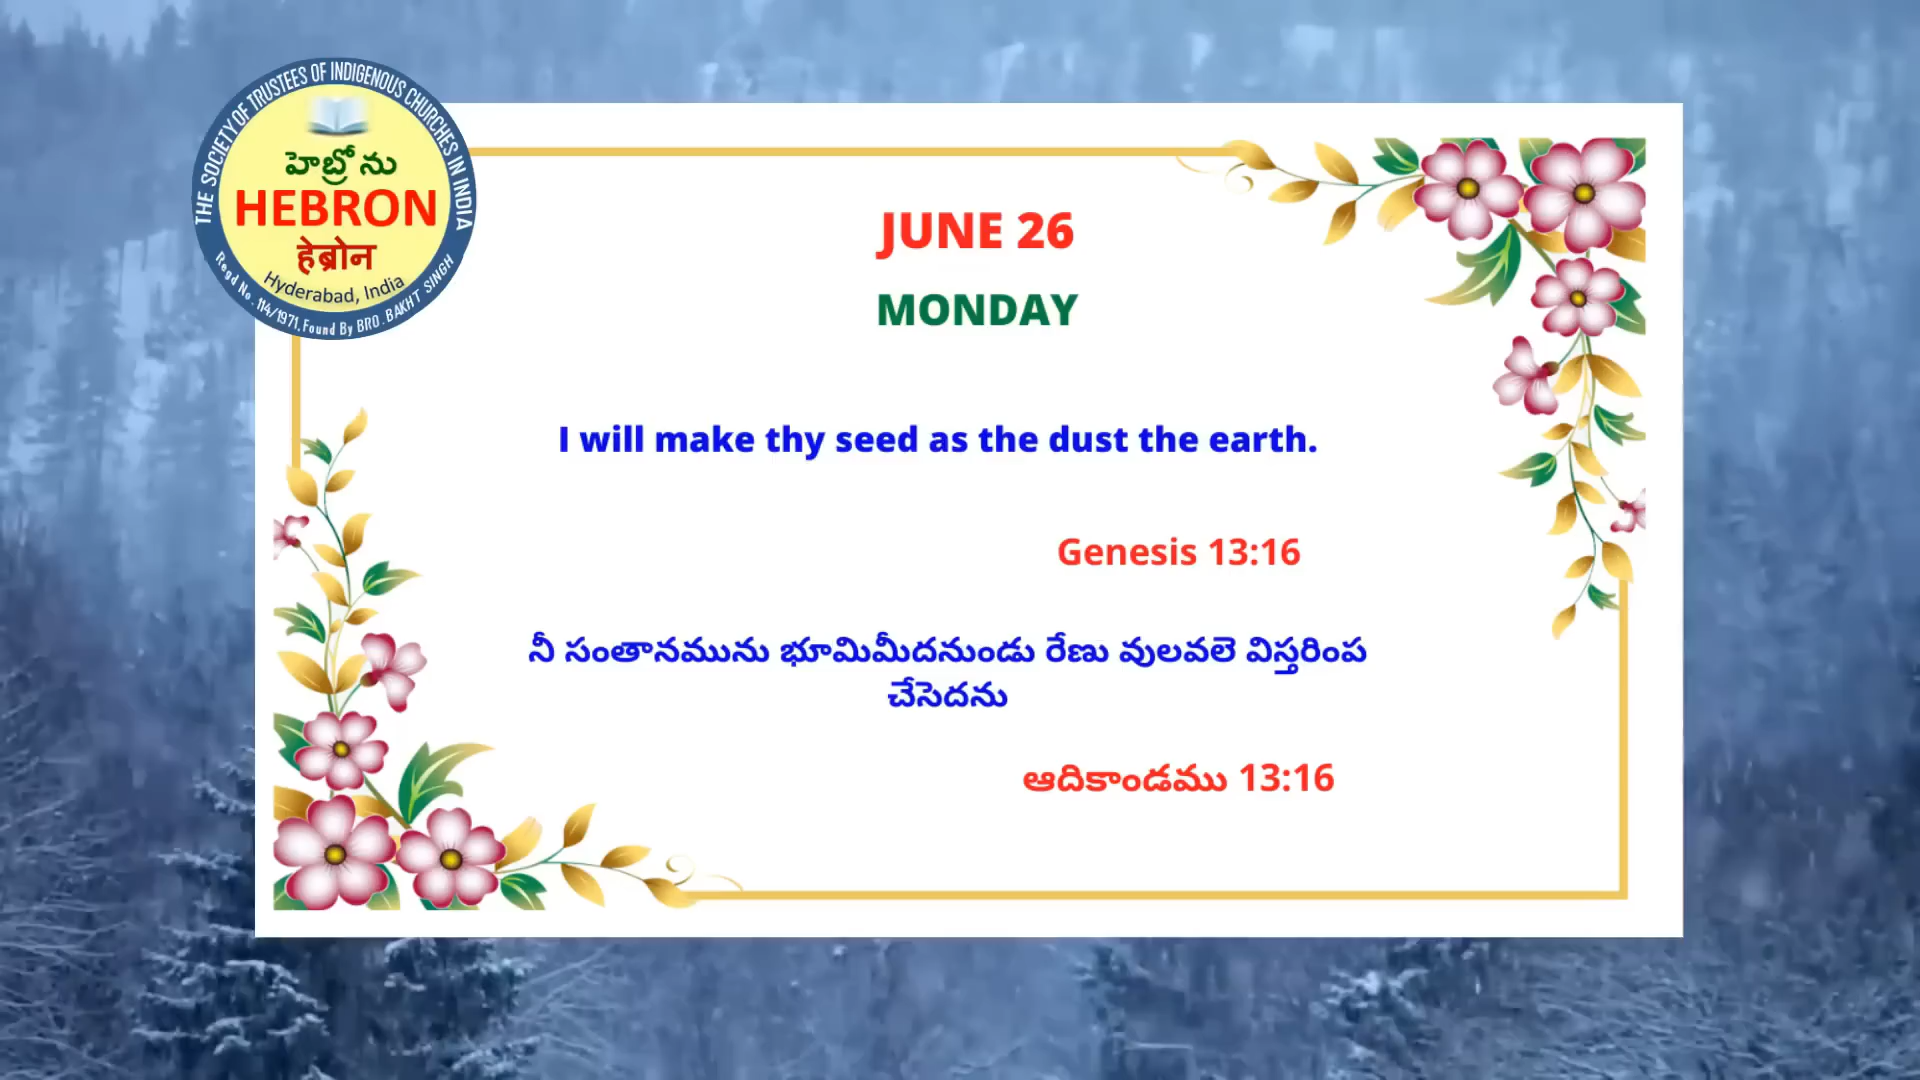 THE SOCIETY OF TRUSTEES OF INDIGENOUS CHURCHES IN INDIA
హెబ్రోను
HEBRON
हेब्रोन
Hyderabad, India
Regd No. 114/1971, Found By BRO. BAKHT SINGH
JUNE 26
MONDAY
I will make thy seed as the dust the earth.
Genesis 13:16
నీ సంతానమును భూమిమీదనుండు రేణు వులవలె విస్తరింప
చేసెదను
ఆదికాండము 13:16